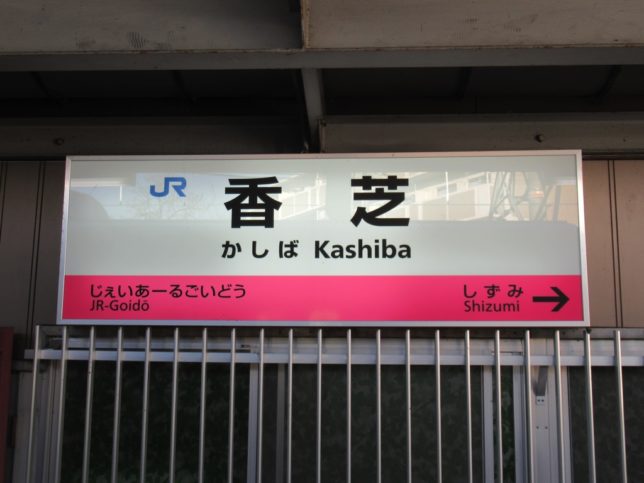 JR 香芝
かしば Kashiba
じぇいあーるごいどう
JR-Goidō
しずみ
Shizumi →